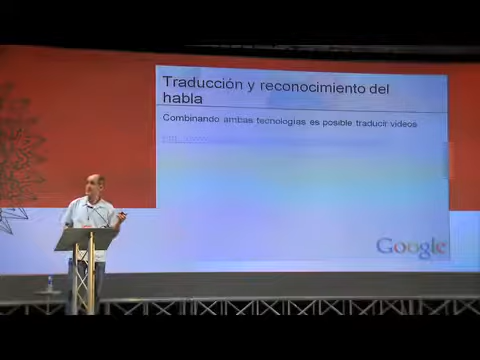 Traducción y reconocimiento del
habla
Combinando ambas tecnologías es posible traducir videos
Google